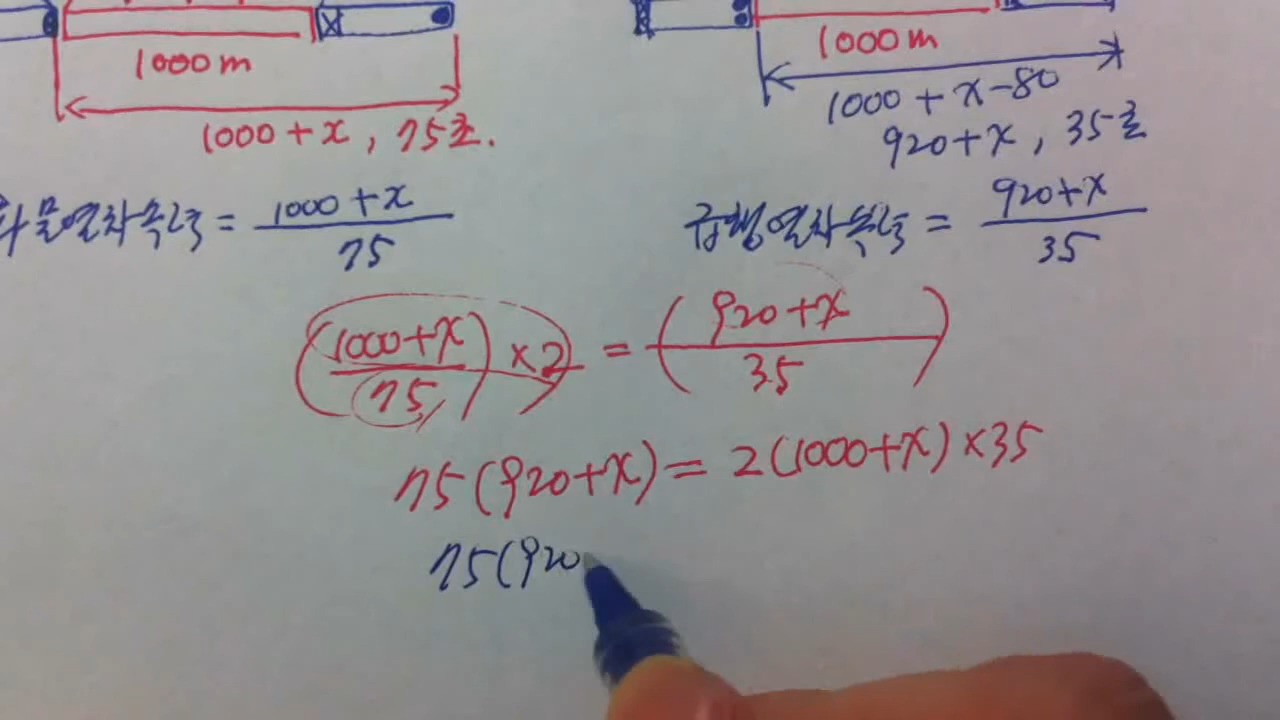 1000m
1000m
1000+x, 75초.
1000+x-80
920+x, 35초
화물열차속력 = (1000+x)/75
급행열차속력 = (920+x)/35
((1000+x)/75)×2 = ((920+x)/35)
75(920+x)=2(1000+x)×35
75(920